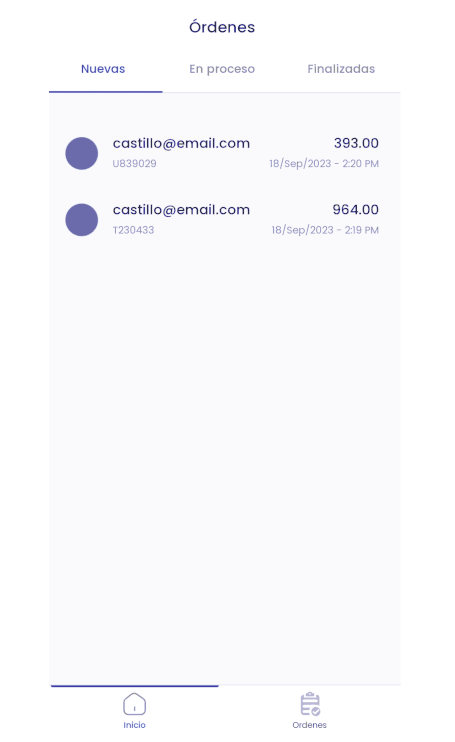 Órdenes
Nuevas En proceso Finalizadas
castillo@email.com 393.00
U839029 18/Sep/2023 - 2:20 PM
castillo@email.com 964.00
T230433 18/Sep/2023 - 2:19 PM
Inicio Ordenes